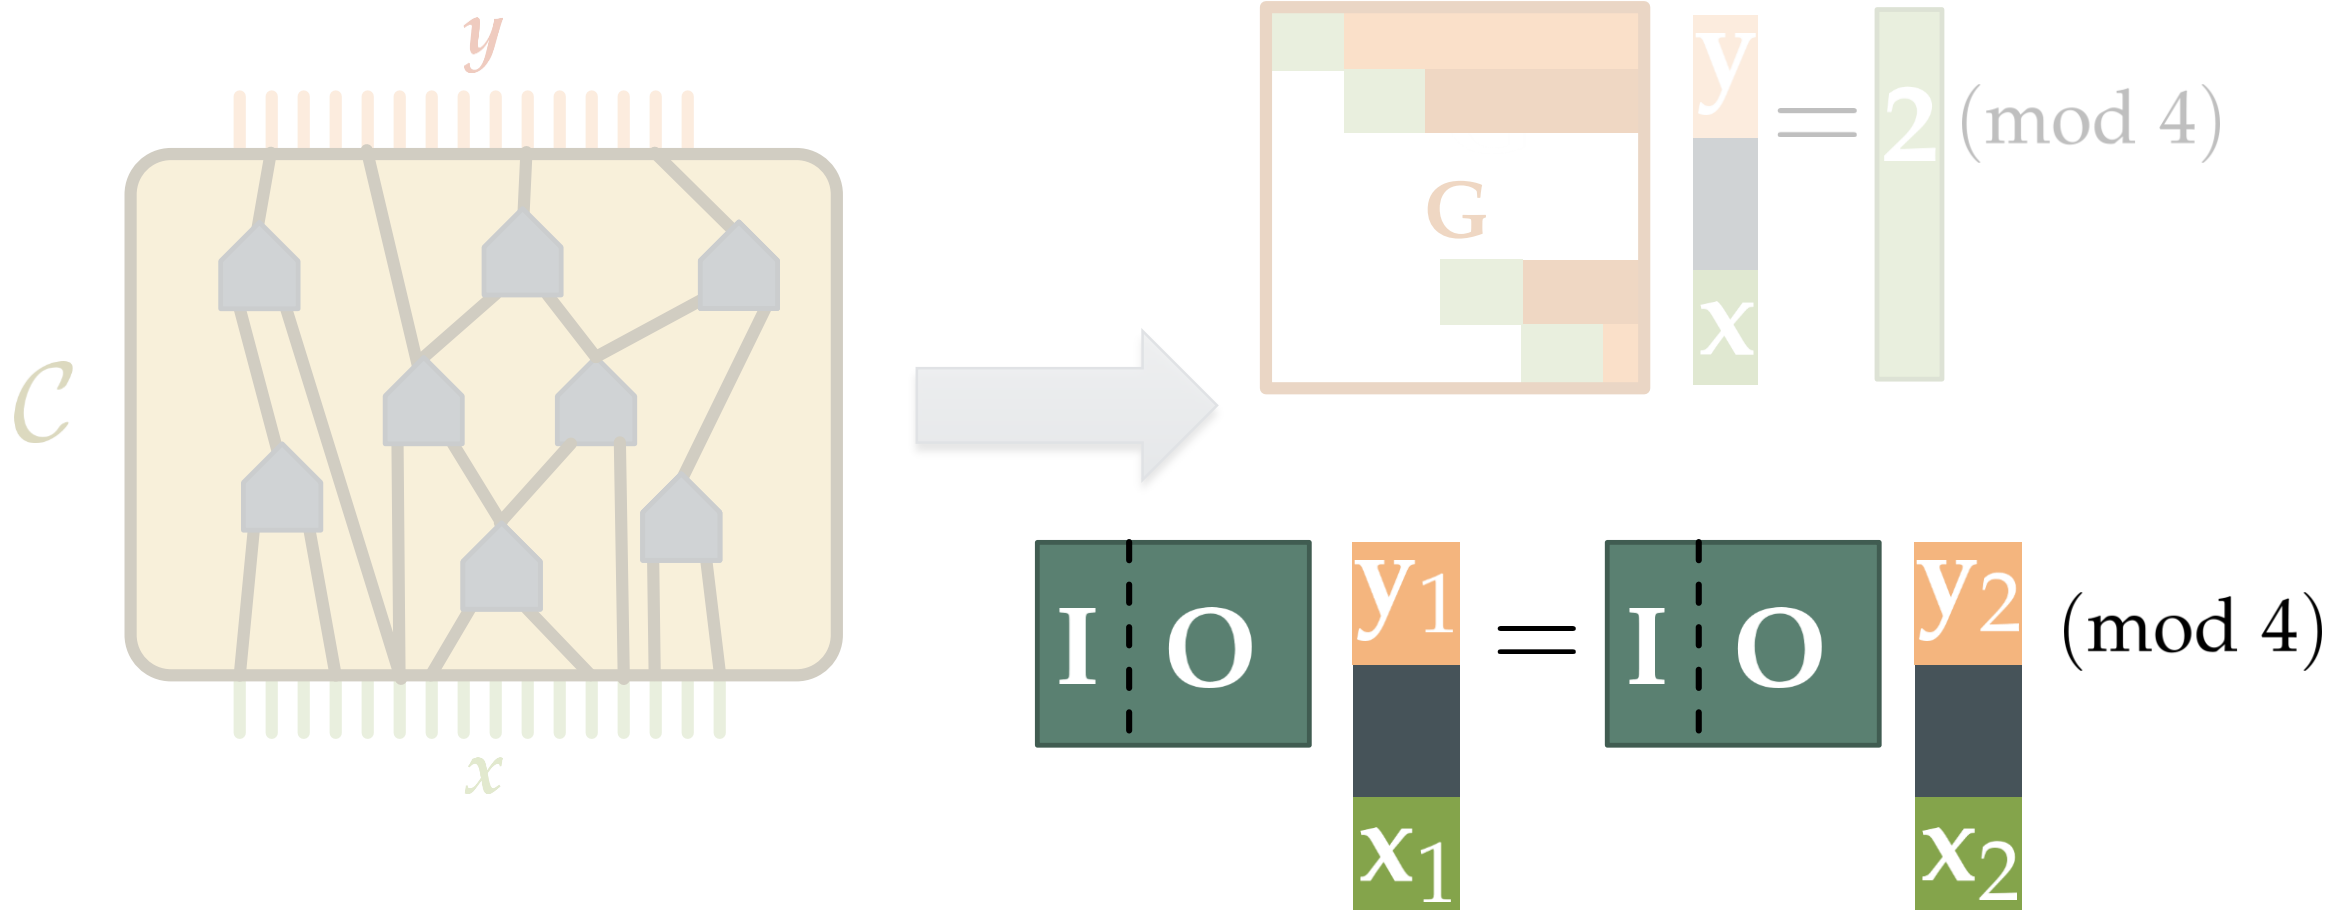 y
C
x
G
y
x
= 2 (mod 4)
I O
y₁
x₁
=
I O
y₂
x₂
(mod 4)